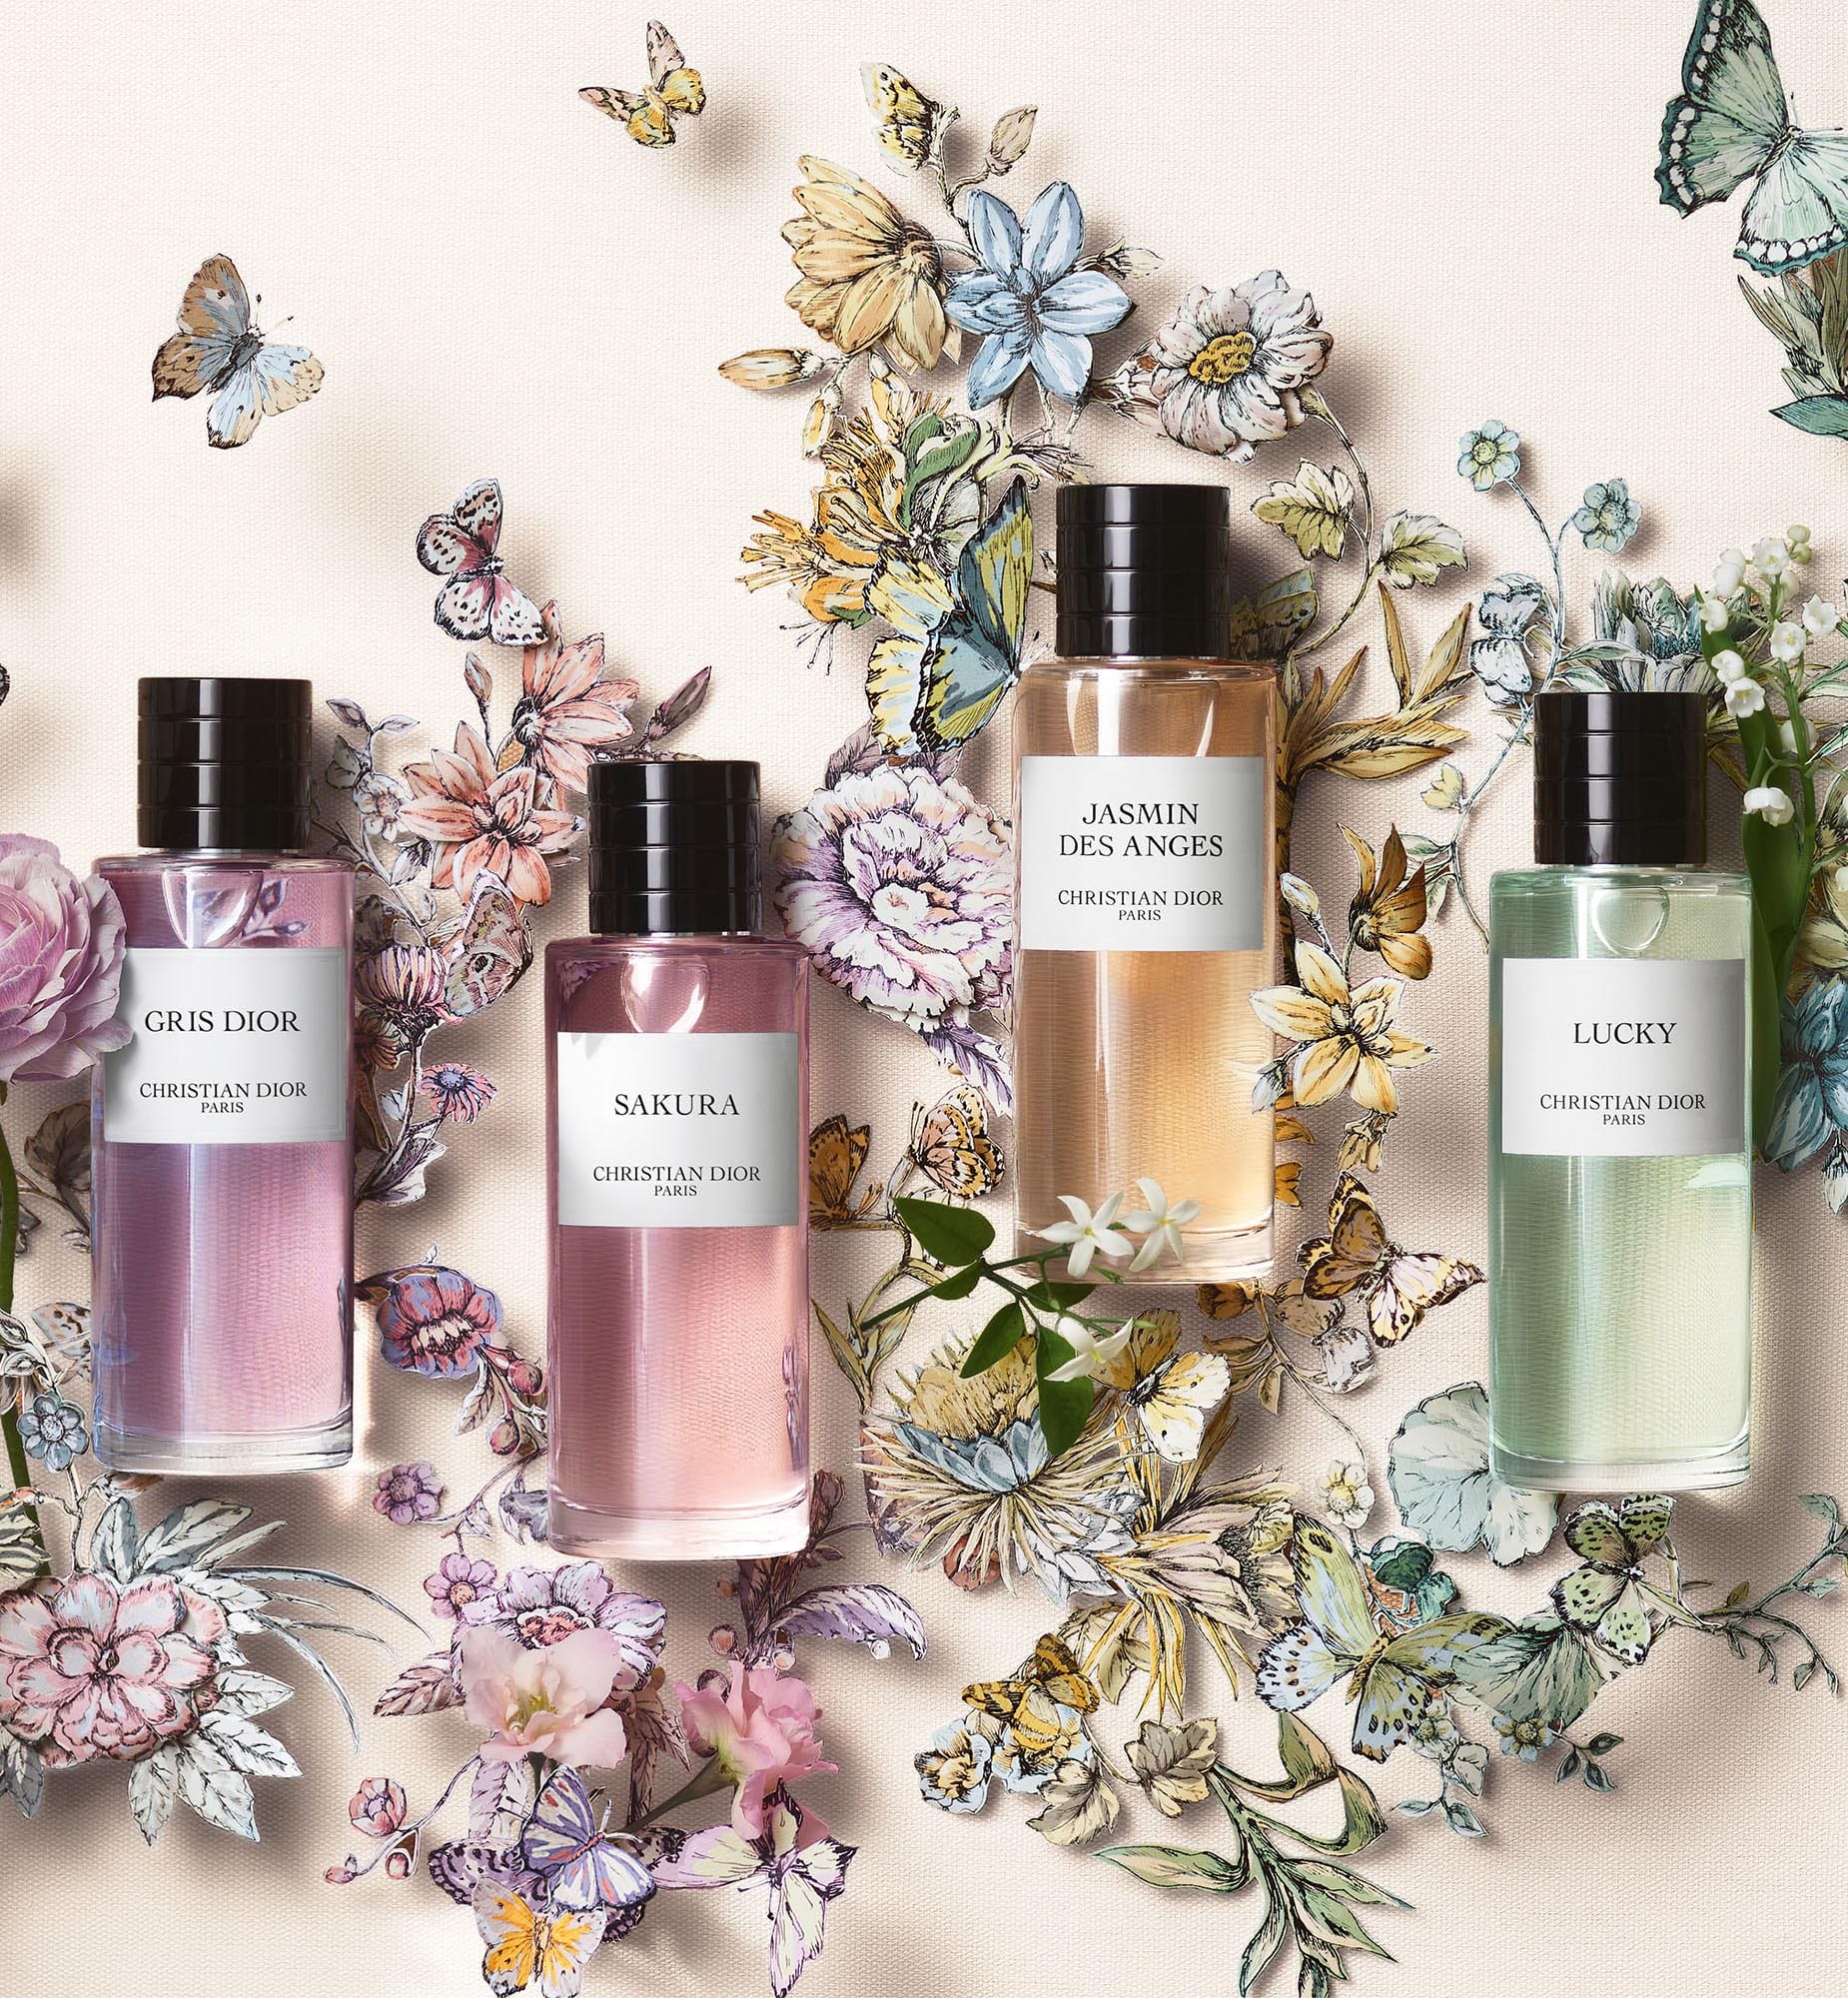 GRIS DIOR
CHRISTIAN DIOR
PARIS
SAKURA
CHRISTIAN DIOR
PARIS
JASMIN
DES ANGES
CHRISTIAN DIOR
PARIS
LUCKY
CHRISTIAN DIOR
PARIS